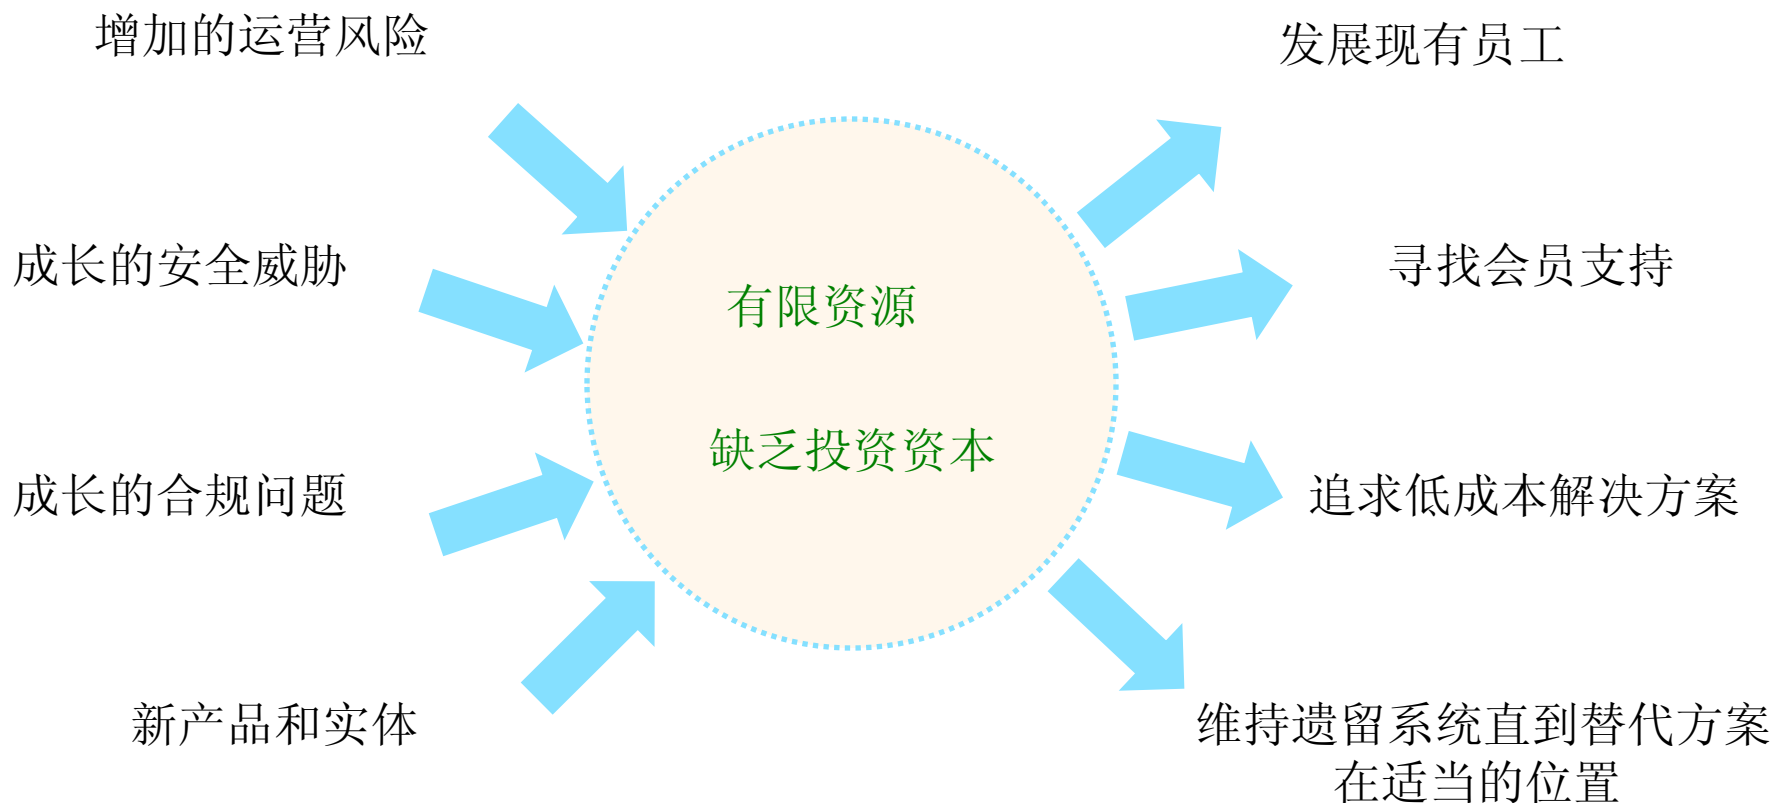 增加的运营风险
成长的安全威胁
成长的合规问题
新产品和实体
有限资源
缺乏投资资本
发展现有员工
寻找会员支持
追求低成本解决方案
维持遗留系统直到替代方案
在适当的位置